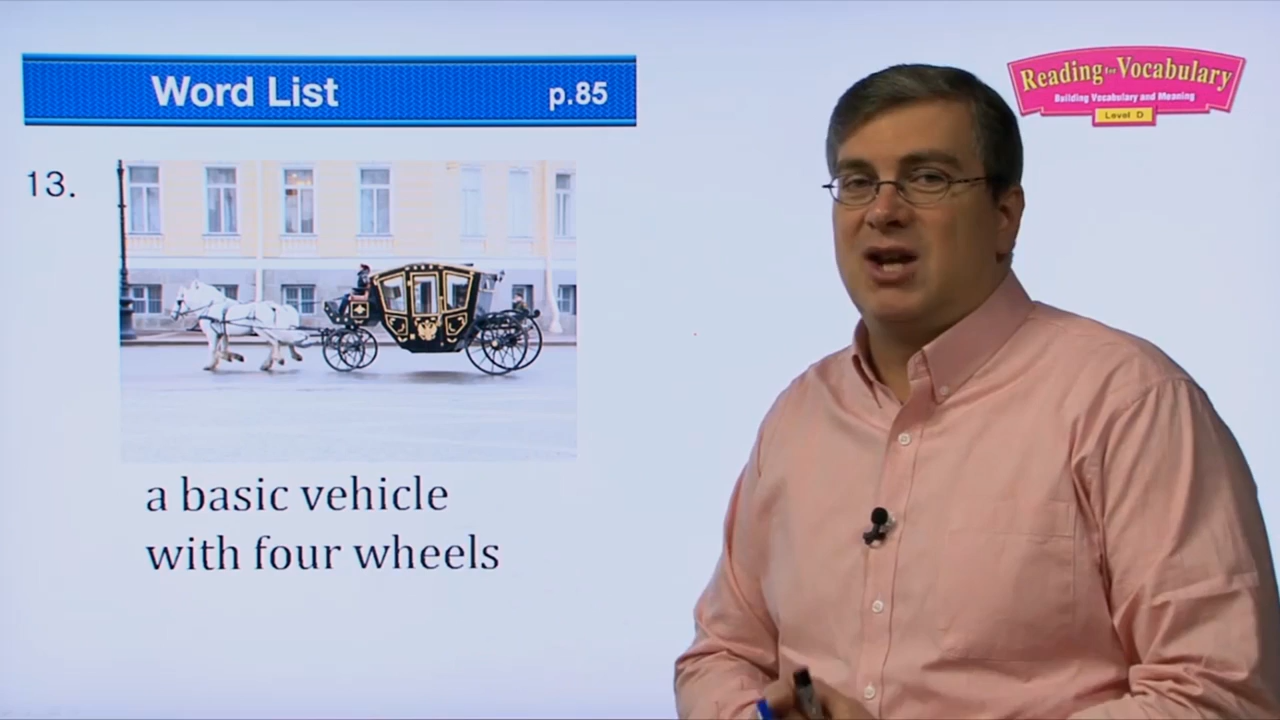 Word List
p.85
Reading for Vocabulary
Building Vocabulary and Meaning
Level D
13.
a basic vehicle
with four wheels